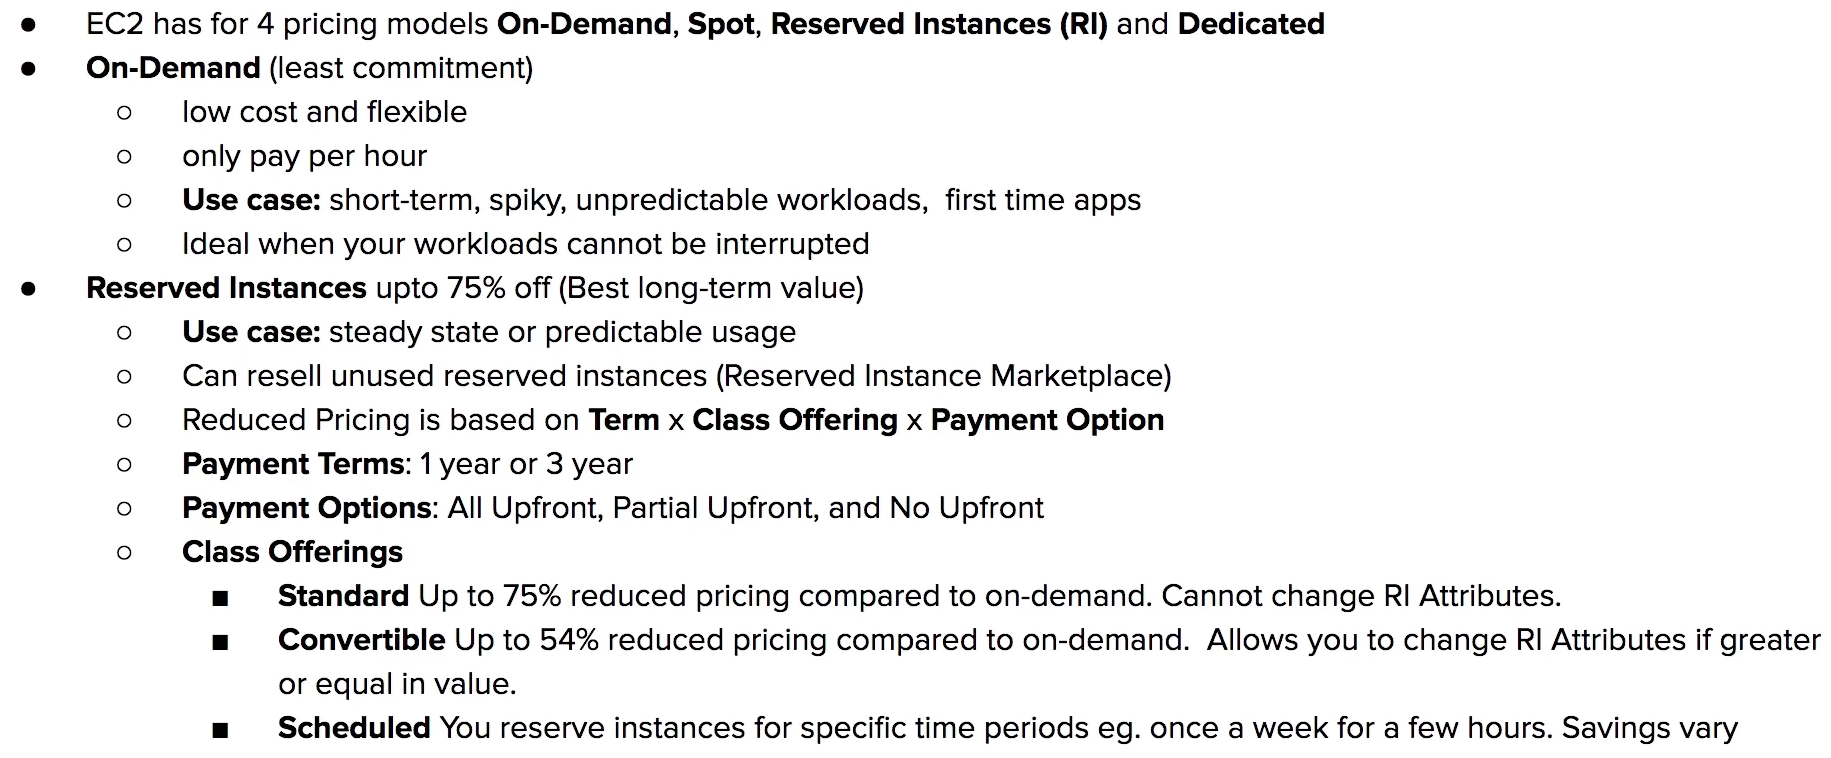 ● EC2 has for 4 pricing models On-Demand, Spot, Reserved Instances (RI) and Dedicated
● On-Demand (least commitment)
○ low cost and flexible
○ only pay per hour
○ Use case: short-term, spiky, unpredictable workloads,  first time apps
○ Ideal when your workloads cannot be interrupted
● Reserved Instances upto 75% off (Best long-term value)
○ Use case: steady state or predictable usage
○ Can resell unused reserved instances (Reserved Instance Marketplace)
○ Reduced Pricing is based on Term x Class Offering x Payment Option
○ Payment Terms: 1 year or 3 year
○ Payment Options: All Upfront, Partial Upfront, and No Upfront
○ Class Offerings
■ Standard Up to 75% reduced pricing compared to on-demand. Cannot change RI Attributes.
■ Convertible Up to 54% reduced pricing compared to on-demand.  Allows you to change RI Attributes if greater
or equal in value.
■ Scheduled You reserve instances for specific time periods eg. once a week for a few hours. Savings vary